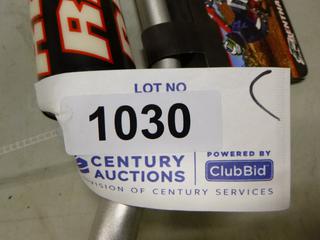 LOT NO
1030
CENTURY AUCTIONS
POWERED BY
ClubBid
DIVISION OF CENTURY SERVICES